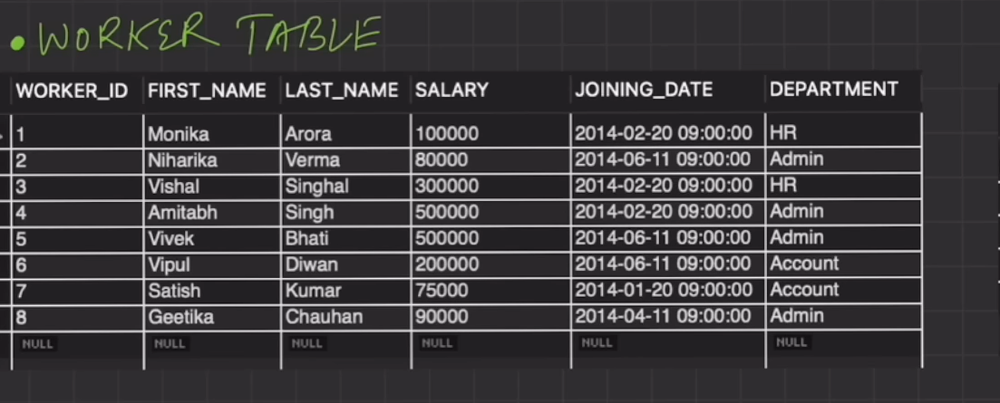 • WORKER TABLE
WORKER_ID FIRST_NAME LAST_NAME SALARY JOINING_DATE DEPARTMENT
1 Monika Arora 100000 2014-02-20 09:00:00 HR
2 Niharika Verma 80000 2014-06-11 09:00:00 Admin
3 Vishal Singhal 300000 2014-02-20 09:00:00 HR
4 Amitabh Singh 500000 2014-02-20 09:00:00 Admin
5 Vivek Bhati 500000 2014-06-11 09:00:00 Admin
6 Vipul Diwan 200000 2014-06-11 09:00:00 Account
7 Satish Kumar 75000 2014-01-20 09:00:00 Account
8 Geetika Chauhan 90000 2014-04-11 09:00:00 Admin
NULL NULL NULL NULL NULL NULL